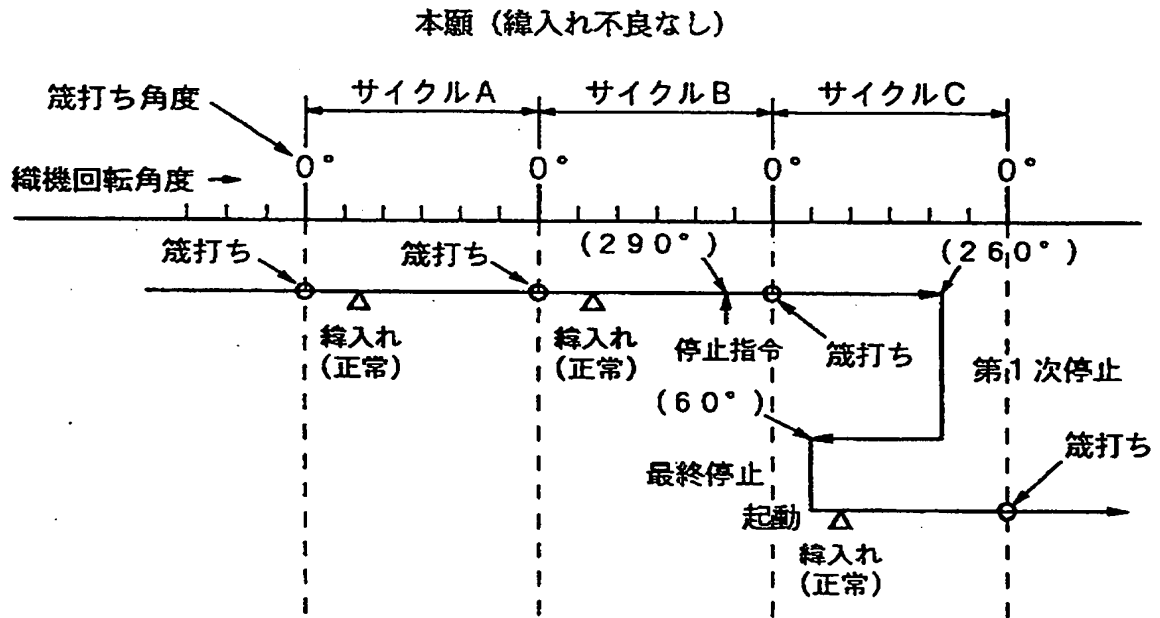 本願（緯入れ不良なし）
サイクルA
サイクルB
サイクルC
筬打ち角度
0°
0°
0°
0°
織機回転角度→
筬打ち
筬打ち
(290°)
(260°)
緯入れ
(正常)
緯入れ
(正常)
停止指令
筬打ち
第1次停止
(60°)
筬打ち
最終停止
起動
緯入れ
(正常)